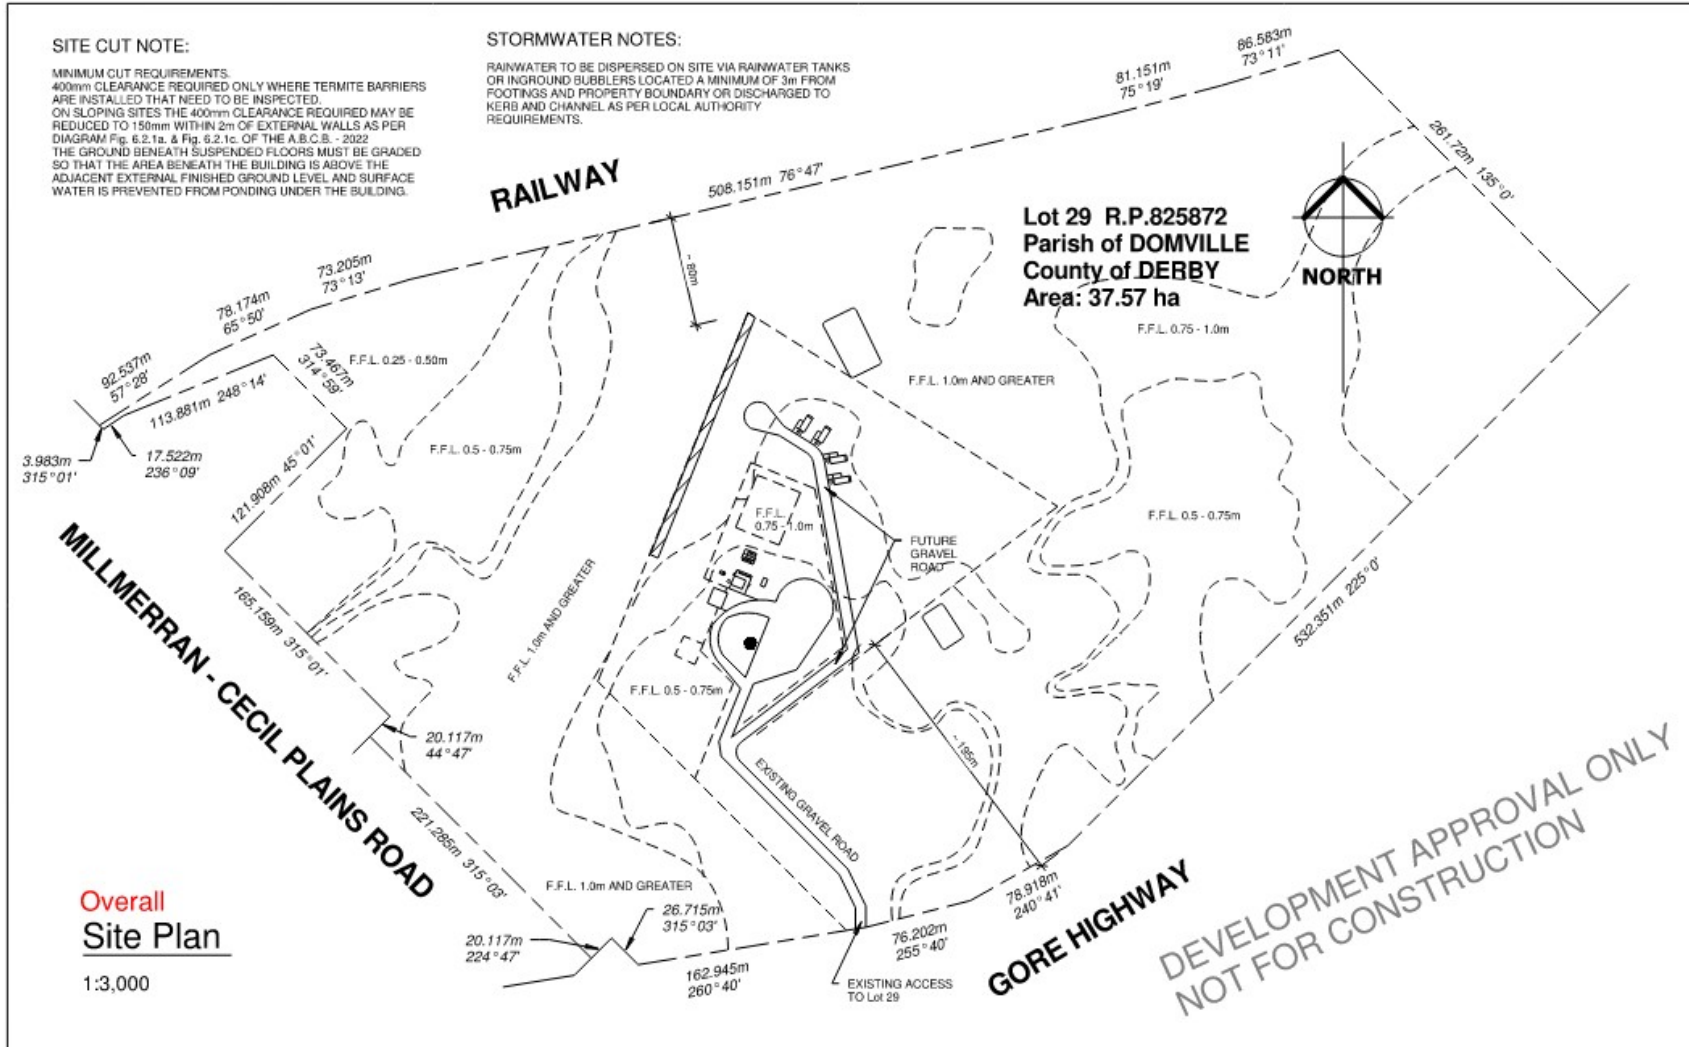 SITE CUT NOTE:
MINIMUM CUT REQUIREMENTS.
400mm CLEARANCE REQUIRED ONLY WHERE TERMITE BARRIERS
ARE INSTALLED THAT NEED TO BE INSPECTED.
ON SLOPING SITES THE 400mm CLEARANCE REQUIRED MAY BE
REDUCED TO 150mm WITHIN 2m OF EXTERNAL WALLS AS PER
DIAGRAM Fig. 6.2.1a. & Fig. 6.2.1c. OF THE A.B.C.B. - 2022
THE GROUND BENEATH SUSPENDED FLOORS MUST BE GRADED
SO THAT THE AREA BENEATH THE BUILDING IS ABOVE THE
ADJACENT EXTERNAL FINISHED GROUND LEVEL AND SURFACE
WATER IS PREVENTED FROM PONDING UNDER THE BUILDING.
STORMWATER NOTES:
RAINWATER TO BE DISPERSED ON SITE VIA RAINWATER TANKS
OR INGROUND BUBBLERS LOCATED A MINIMUM OF 3m FROM
FOOTINGS AND PROPERTY BOUNDARY OR DISCHARGED TO
KERB AND CHANNEL AS PER LOCAL AUTHORITY
REQUIREMENTS.
86.583m
73°11'
81.151m
75°19'
261.72m 135°0'
RAILWAY
508.151m 76°47'
~ 80m
Lot 29 R.P.825872
Parish of DOMVILLE
County of DERBY
Area: 37.57 ha
NORTH
73.205m
73°13'
78.174m
65°50'
92.537m
57°28'
113.881m 248°14'
73.467m
314°59'
F.F.L. 0.25 - 0.50m
F.F.L. 0.75 - 1.0m
F.F.L. 1.0m AND GREATER
3.983m
315°01'
17.522m
236°09'
121.908m 45°01'
F.F.L. 0.5 - 0.75m
F.F.L.
0.75 - 1.0m
F.F.L. 0.5 - 0.75m
FUTURE
GRAVEL
ROAD
MILLMERRAN - CECIL PLAINS ROAD
165.159m 315°01'
F.F.L. 1.0m AND GREATER
532.351m 225°0'
F.F.L. 0.5 - 0.75m
20.117m
44°47'
~ 195m
EXISTING GRAVEL ROAD
221.285m 315°03'
F.F.L. 1.0m AND GREATER
26.715m
315°03'
20.117m
224°47'
162.945m
260°40'
76.202m
255°40'
78.918m
240°41'
EXISTING ACCESS
TO Lot 29
GORE HIGHWAY
Overall
Site Plan
1:3,000
DEVELOPMENT APPROVAL ONLY
NOT FOR CONSTRUCTION